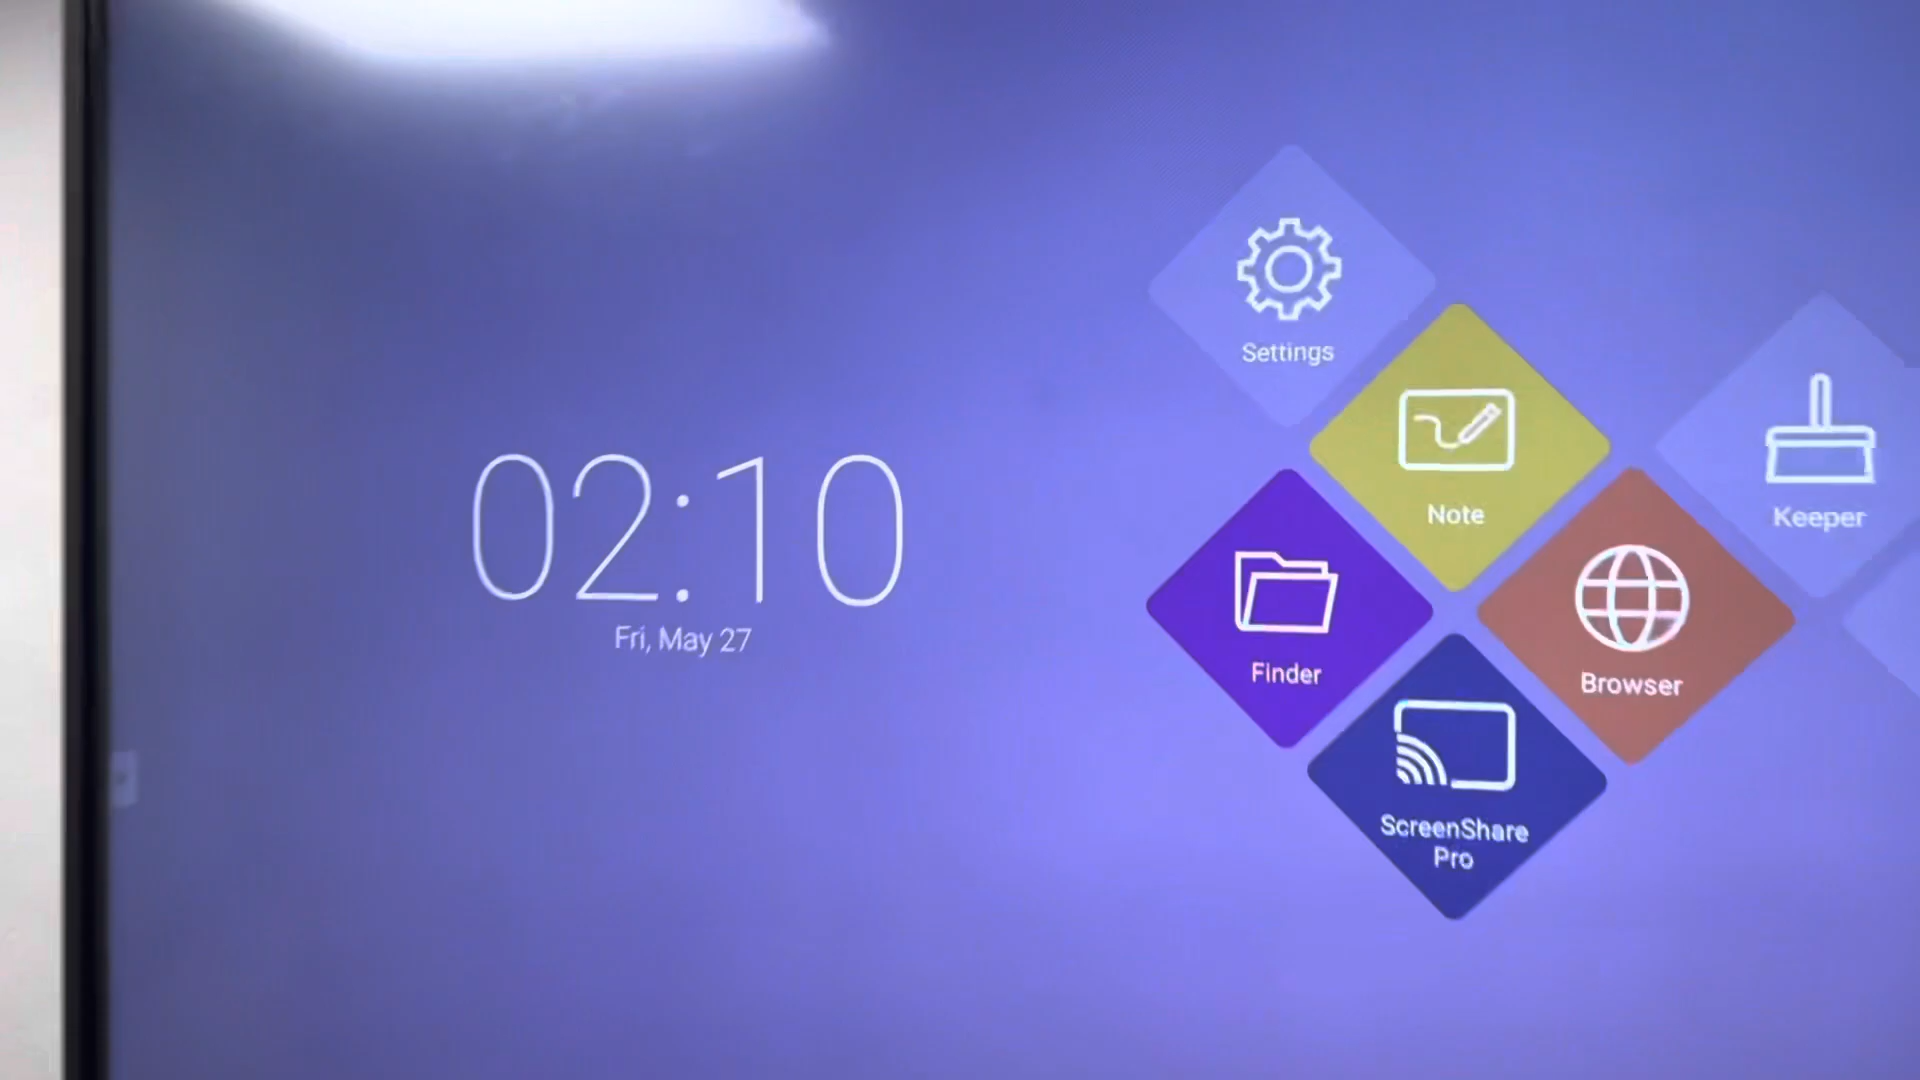 02:10
Fri, May 27
Settings
Note
Keeper
Finder
Browser
ScreenShare
Pro